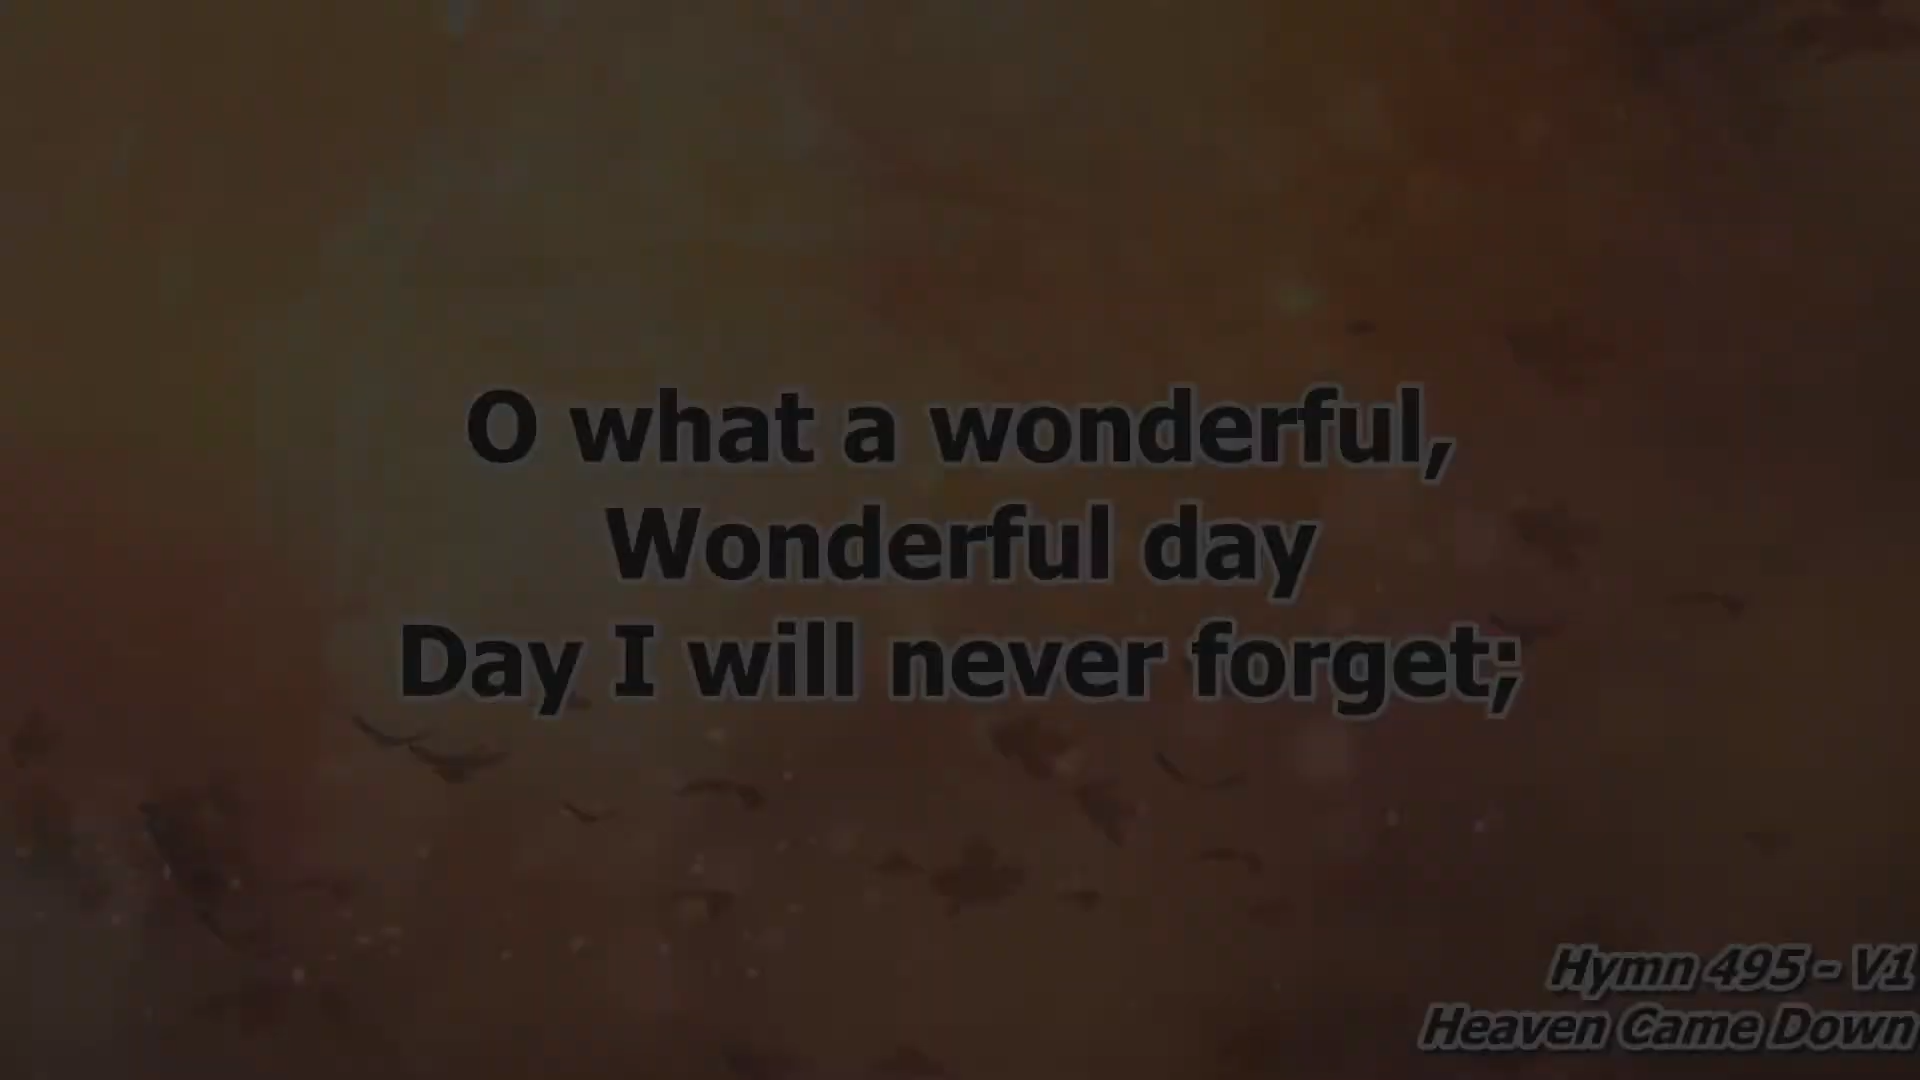 O what a wonderful,
Wonderful day
Day I will never forget;
Hymn 495 - V1
Heaven Came Down